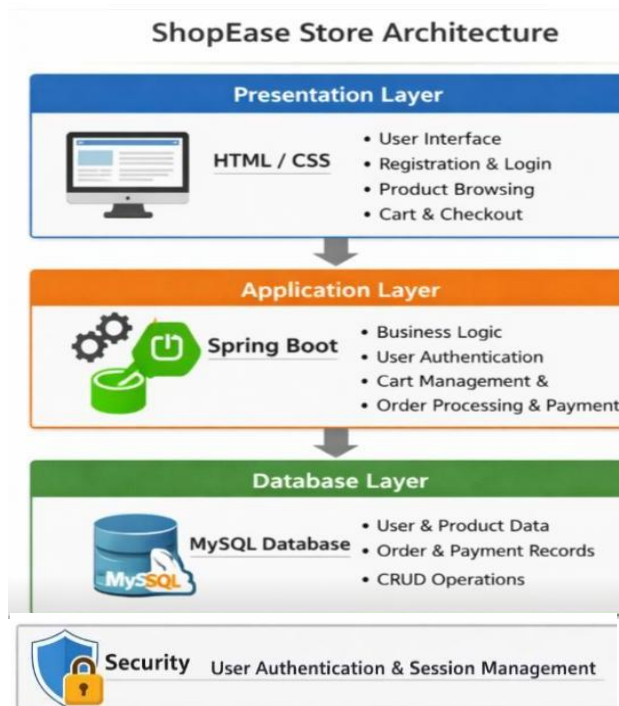 ShopEase Store Architecture
Presentation Layer
HTML / CSS
• User Interface
• Registration & Login
• Product Browsing
• Cart & Checkout
Application Layer
Spring Boot
• Business Logic
• User Authentication
• Cart Management &
• Order Processing & Payment
Database Layer
MySSQL
MySQL Database
• User & Product Data
• Order & Payment Records
• CRUD Operations
Security User Authentication & Session Management